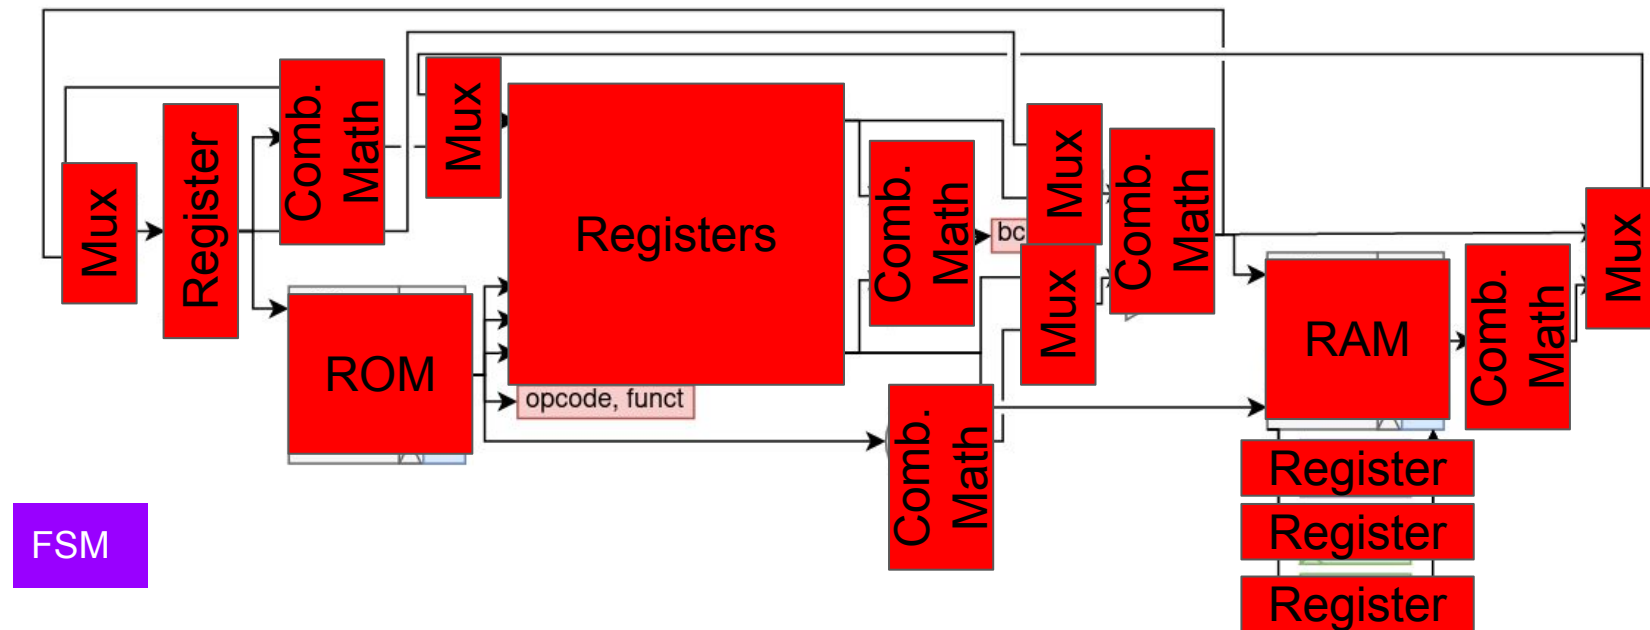 Mux
Register
Comb.
Math
ROM
Mux
Registers
opcode, funct
Comb.
Math
Comb.
Math
bc
Mux
Mux
Comb.
Math
RAM
Comb.
Math
Mux
Register
Register
Register
FSM